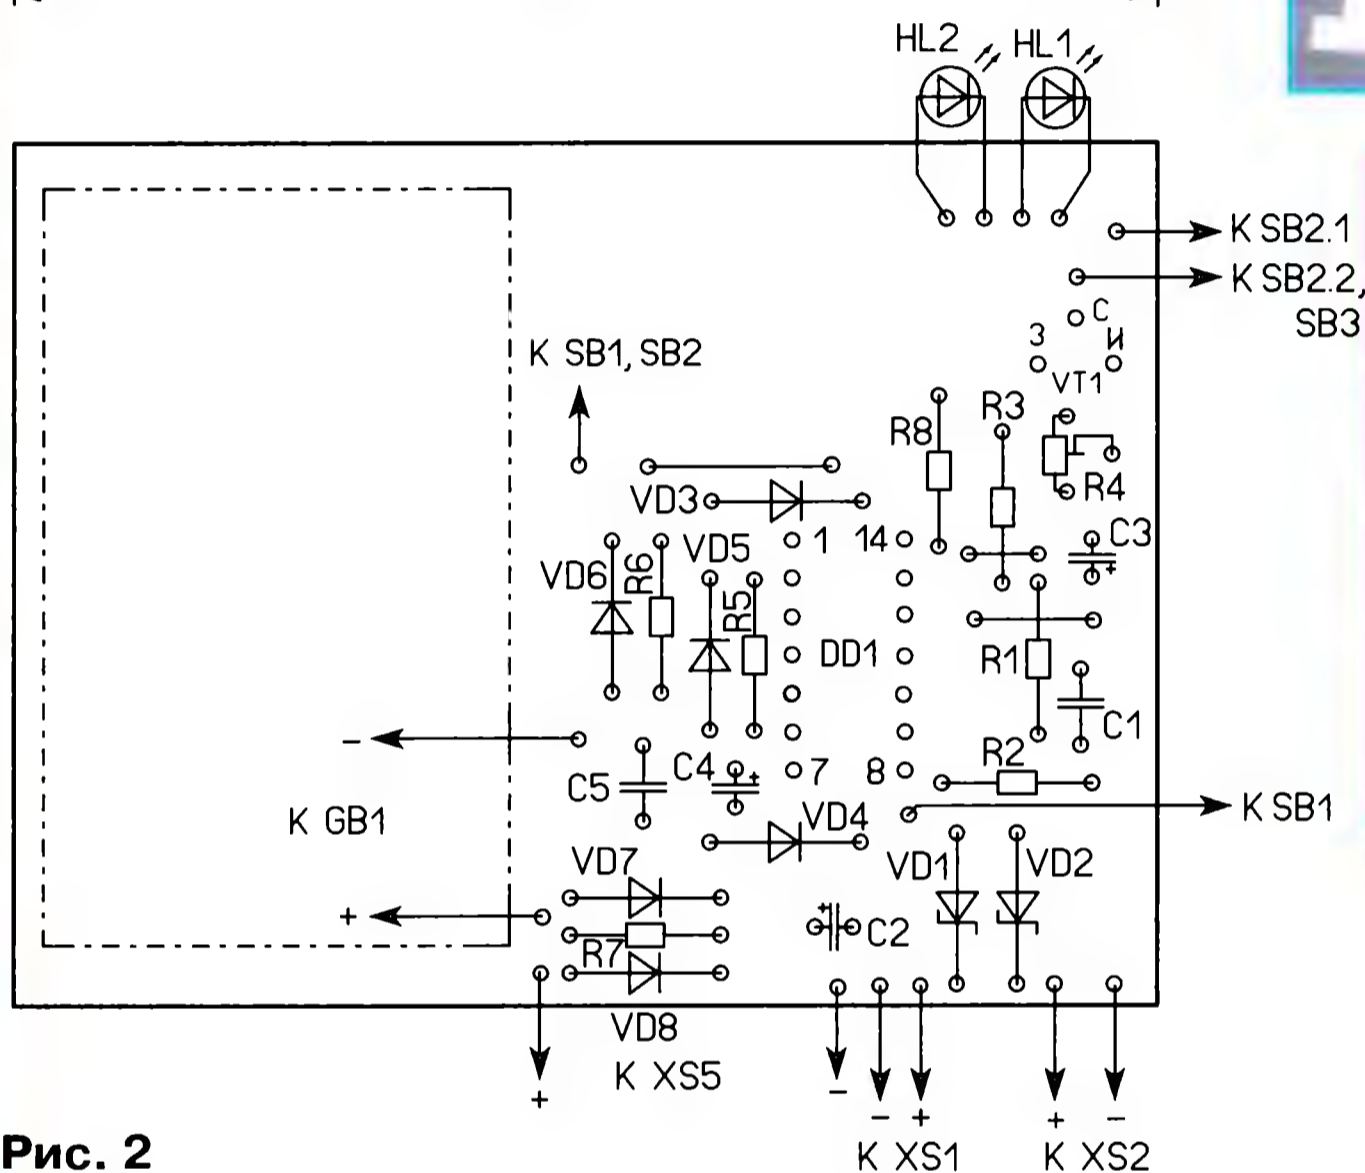 HL2 HL1
К SB2.1
К SB2.2,
SB3
С
З И
VT1
К SB1, SB2
R8 R3
R4
VD3
1 14 C3
VD5
VD6 R6
R5
DD1 R1
C1
R2
-
C5 C4 + 7 8
К GB1
VD4
К SB1
VD7 VD1 VD2
+
+
C2
R7
VD8
К XS5
+
-
- + + -
К XS1 К XS2
Рис. 2